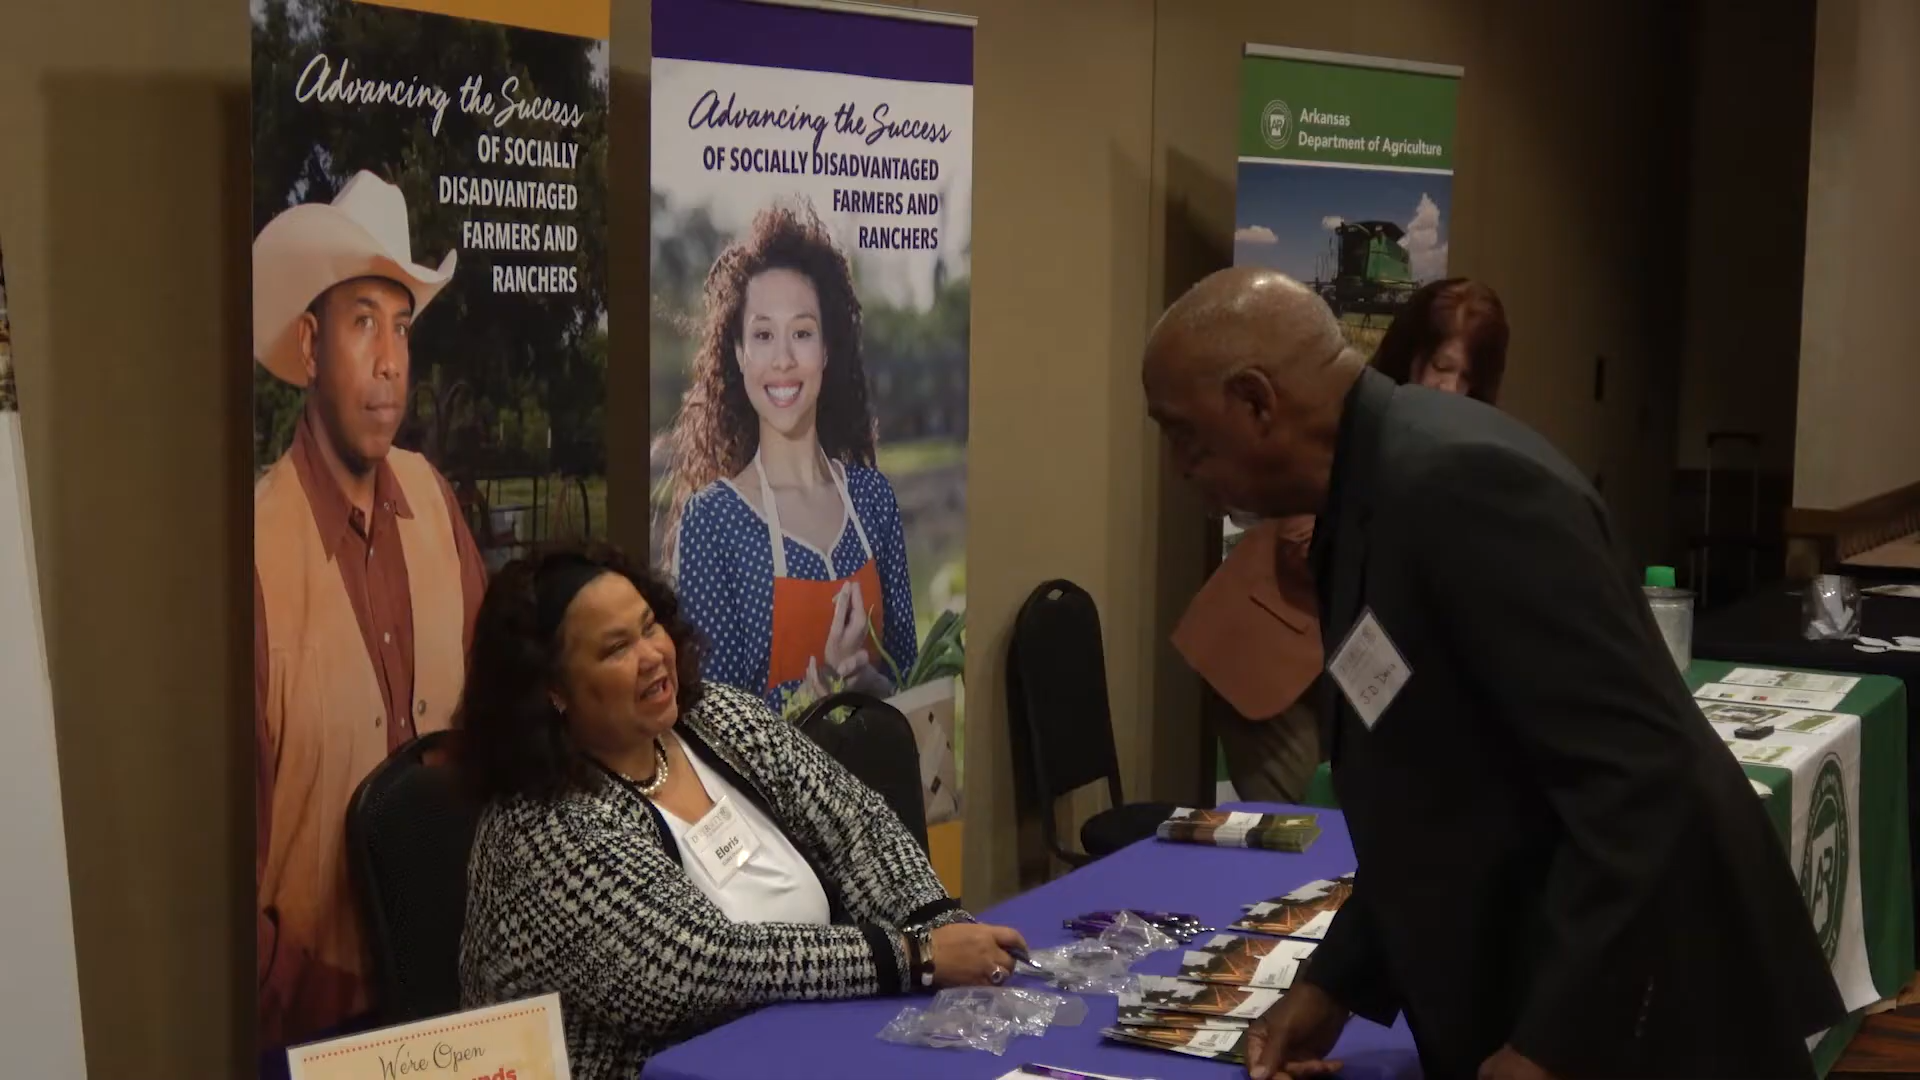 Advancing the Success
OF SOCIALLY
DISADVANTAGED
FARMERS AND
RANCHERS
Advancing the Success
OF SOCIALLY DISADVANTAGED
FARMERS AND
RANCHERS
Arkansas
Department of Agriculture
Eloris
J.D.
We're Open
AR